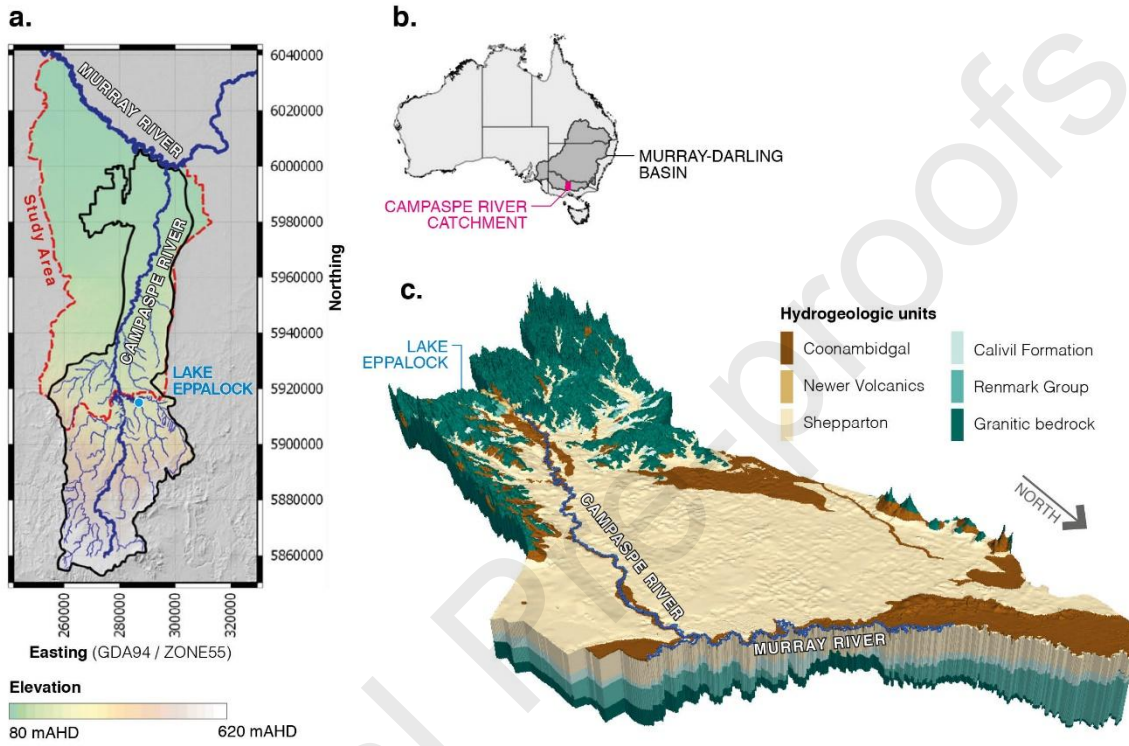 a.
MURRAY RIVER
Study Area
CAMPASPE RIVER
LAKE
EPPALOCK
6040000
6020000
6000000
5980000
5960000
5940000
5920000
5900000
5880000
5860000
Northing
260000
280000
300000
320000
Easting (GDA94 / ZONE55)
Elevation
80 mAHD
620 mAHD
b.
MURRAY-DARLING
BASIN
CAMPASPE RIVER
CATCHMENT
c.
LAKE
EPPALOCK
Hydrogeologic units
Coonambidgal
Newer Volcanics
Shepparton
Calivil Formation
Renmark Group
Granitic bedrock
NORTH
CAMPASPE RIVER
MURRAY RIVER